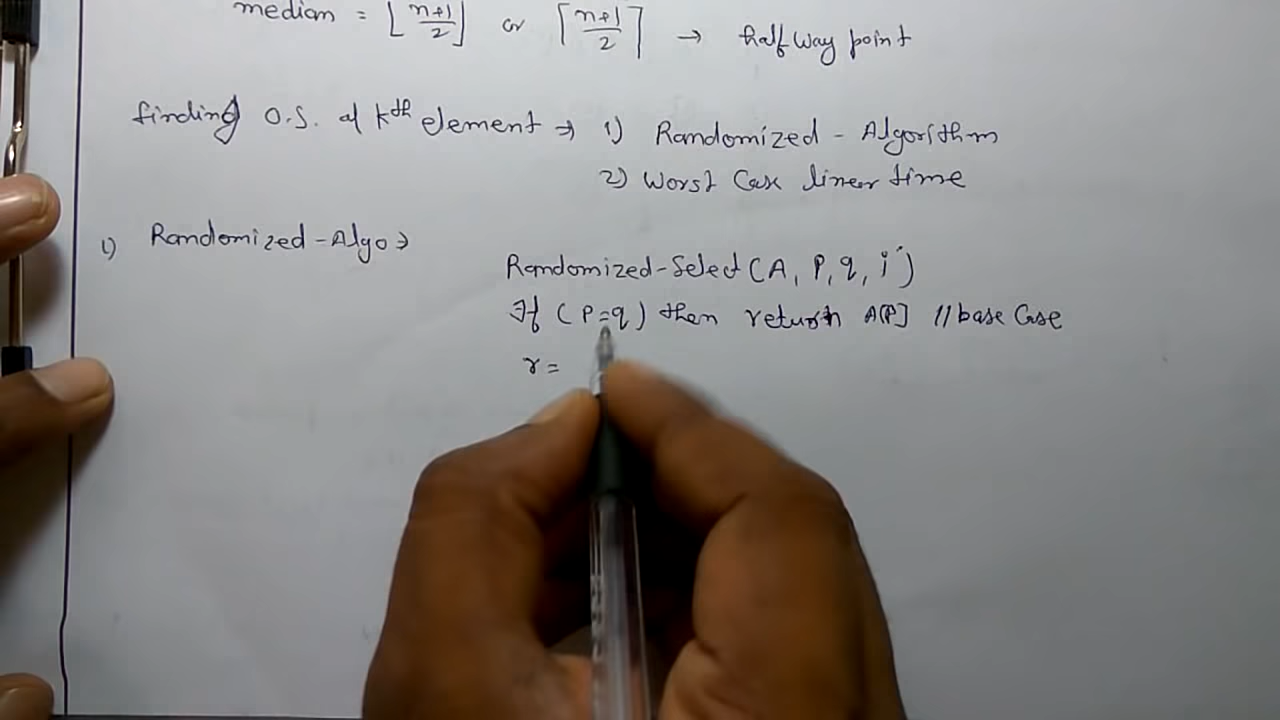 median = ⌊n+1/2⌋ or ⌈n+1/2⌉ → half way point
finding O.S. of kth element ⇒ 1) Randomized - Algorithm
2) Worst Case linear time
1) Randomized-Algo ⇒
Randomized-Select (A, P, q, i)
If (P=q) then return A[P] // base Case
r =